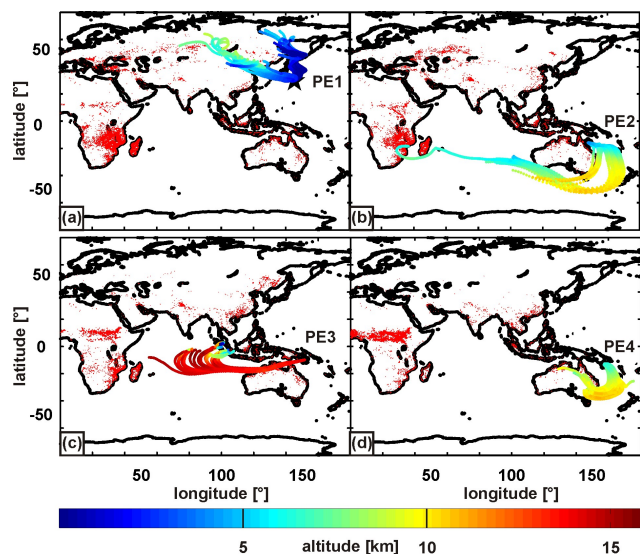 50
0
-50
latitude [°]
PE1
(a)
PE2
(b)
50
0
-50
latitude [°]
PE3
(c)
PE4
(d)
50 100 150
50 100 150
longitude [°] longitude [°]
5 altitude [km] 10 15